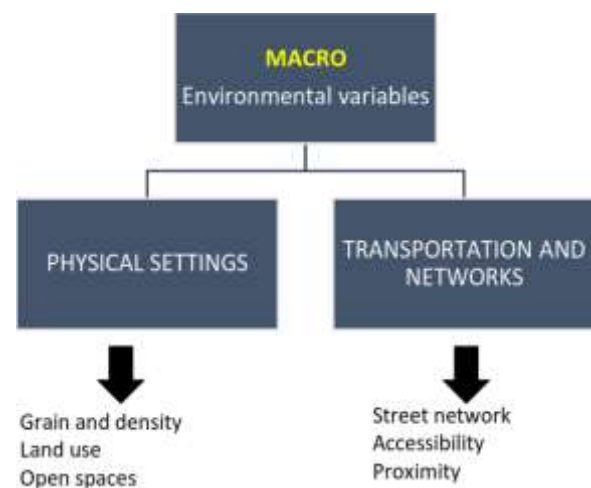 MACRO
Environmental variables
PHYSICAL SETTINGS
TRANSPORTATION AND
NETWORKS
Grain and density
Land use
Open spaces
Street network
Accessibility
Proximity